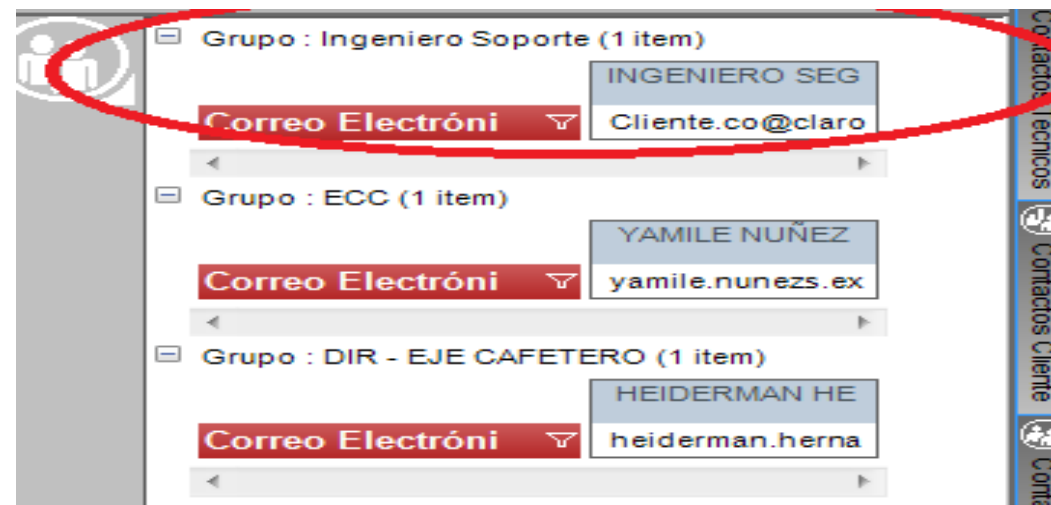 Grupo : Ingeniero Soporte (1 item)
INGENIERO SEG
Correo Electróni
Cliente.co@claro
Grupo : ECC (1 item)
YAMILE NUÑEZ
Correo Electróni
yamile.nunezs.ex
Grupo : DIR - EJE CAFETERO (1 item)
HEIDERMAN HE
Correo Electróni
heiderman.herna
Contactos Tecnicos
Contactos Cliente
Conta